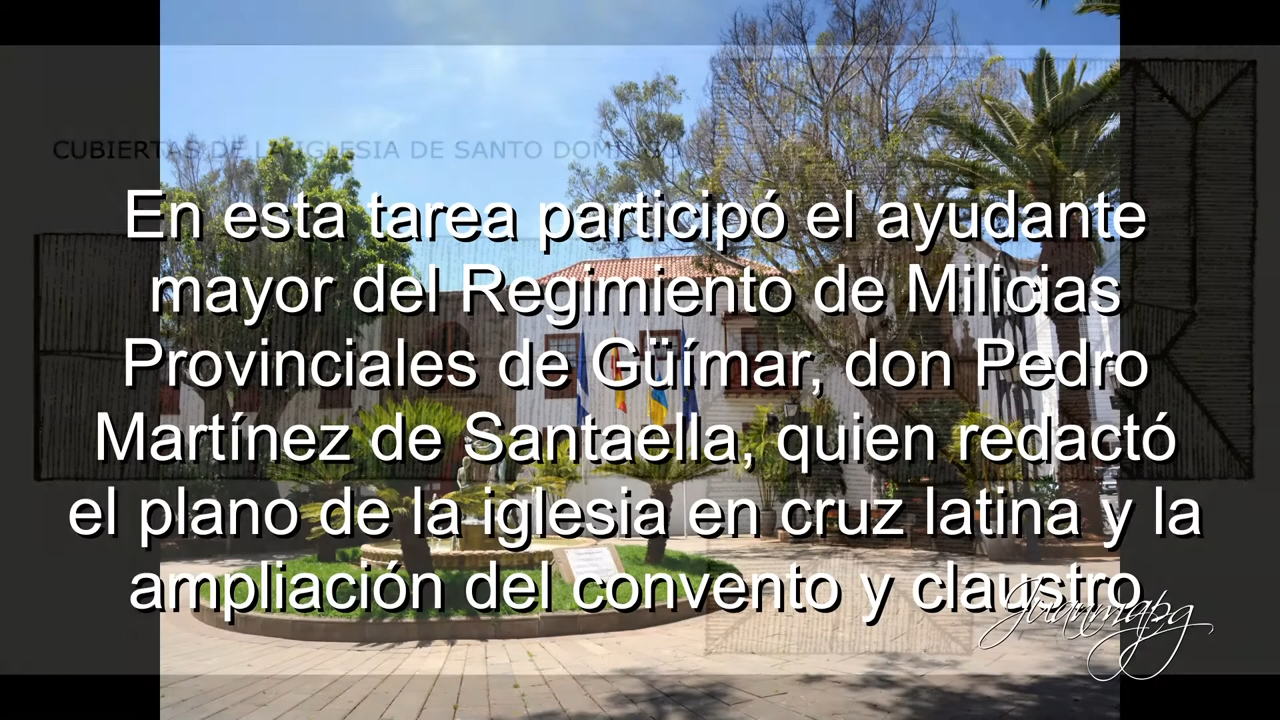 CUBIERTAS DE LA IGLESIA DE SANTO DOM
En esta tarea participó el ayudante
mayor del Regimiento de Milicias
Provinciales de Güímar, don Pedro
Martínez de Santaella, quien redactó
el plano de la iglesia en cruz latina y la
ampliación del convento y claustro.
Juanmapg